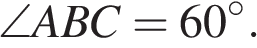 ∠ABC = 60°.